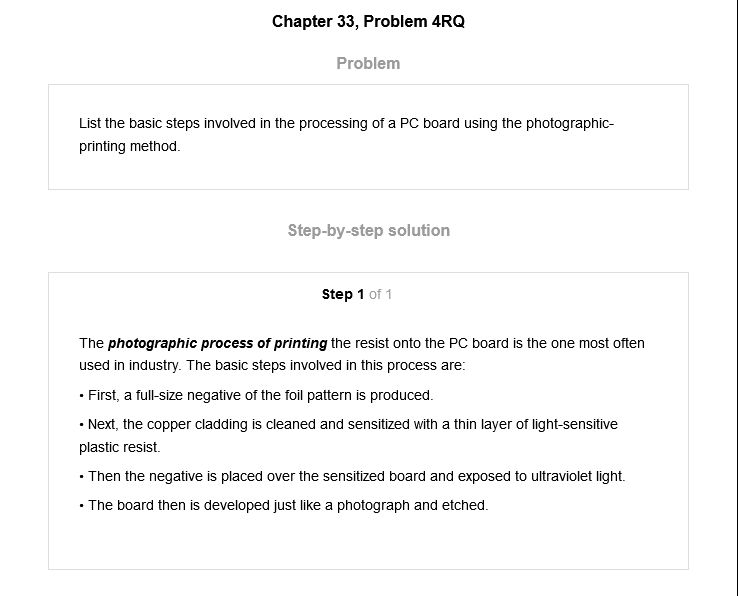 Chapter 33, Problem 4RQ
Problem
List the basic steps involved in the processing of a PC board using the photographic-
printing method.
Step-by-step solution
Step 1 of 1
The photographic process of printing the resist onto the PC board is the one most often
used in industry. The basic steps involved in this process are:
• First, a full-size negative of the foil pattern is produced.
• Next, the copper cladding is cleaned and sensitized with a thin layer of light-sensitive
plastic resist.
• Then the negative is placed over the sensitized board and exposed to ultraviolet light.
• The board then is developed just like a photograph and etched.